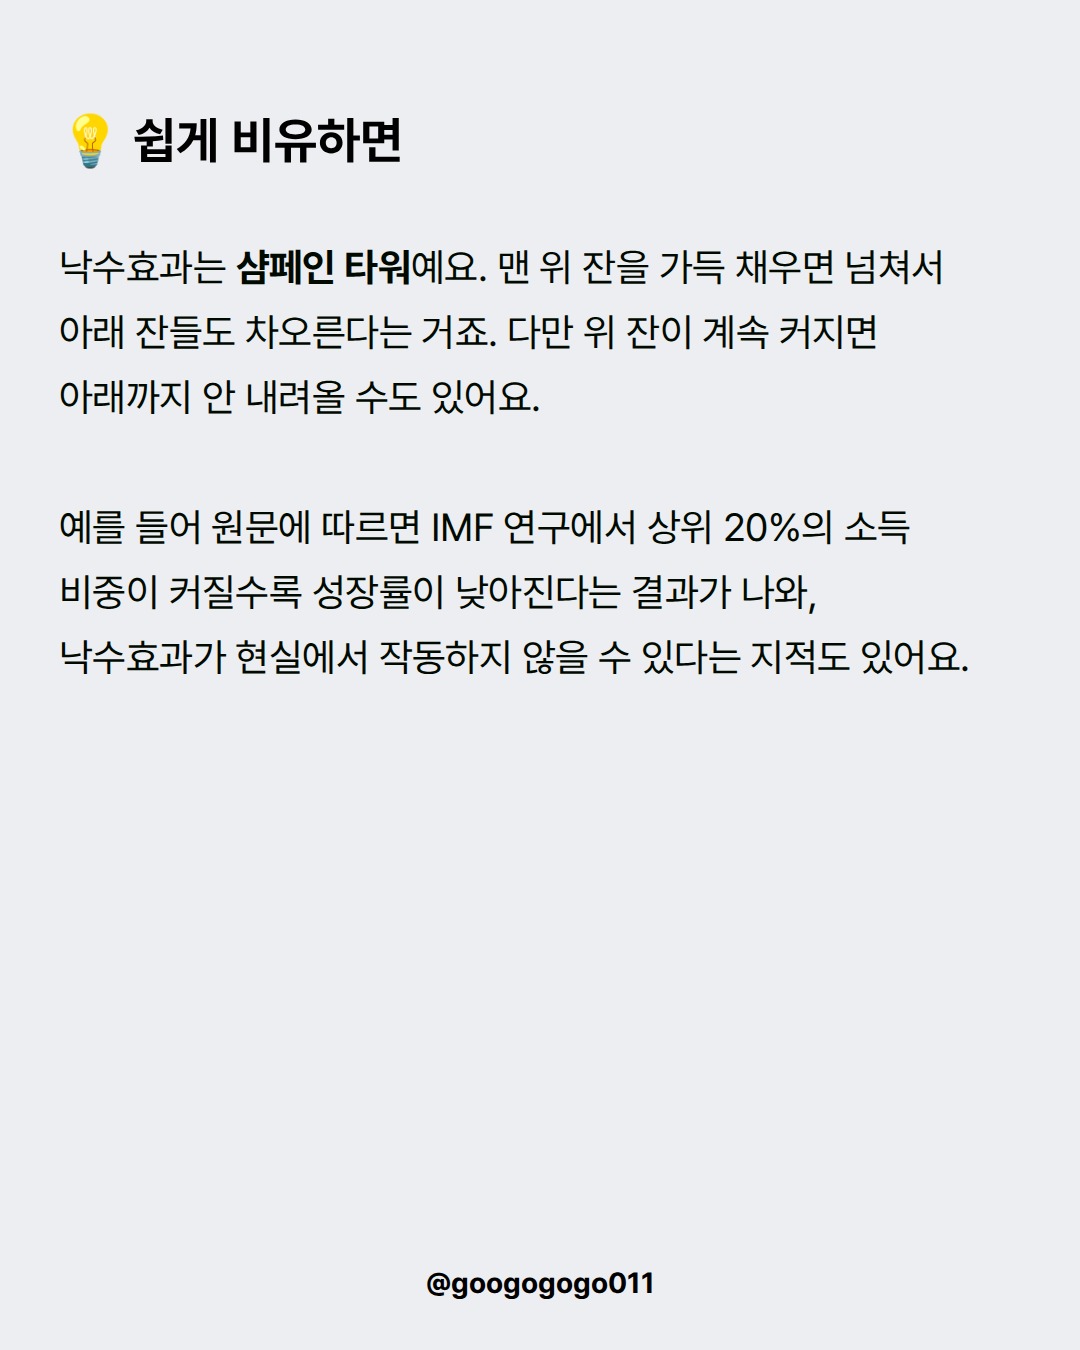 💡 쉽게 비유하면
낙수효과는 샴페인 타워예요. 맨 위 잔을 가득 채우면 넘쳐서
아래 잔들도 차오른다는 거죠. 다만 위 잔이 계속 커지면
아래까지 안 내려올 수도 있어요.
예를 들어 원문에 따르면 IMF 연구에서 상위 20%의 소득
비중이 커질수록 성장률이 낮아진다는 결과가 나와,
낙수효과가 현실에서 작동하지 않을 수 있다는 지적도 있어요.
@googogogo011